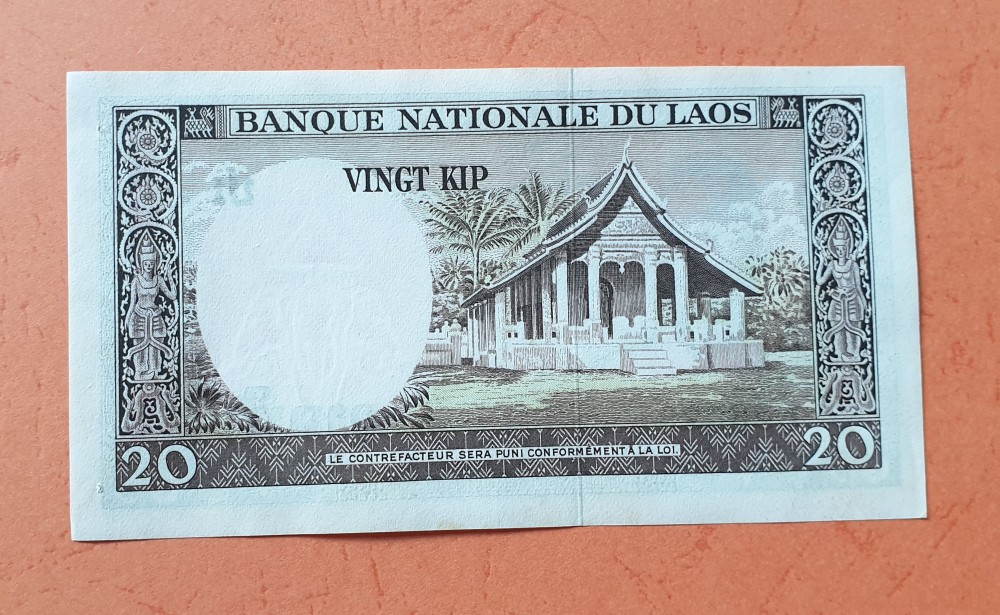 BANQUE NATIONALE DU LAOS
VINGT KIP
20
LE CONTREFACTEUR SERA PUNI CONFORMÉMENT À LA LOI.
20